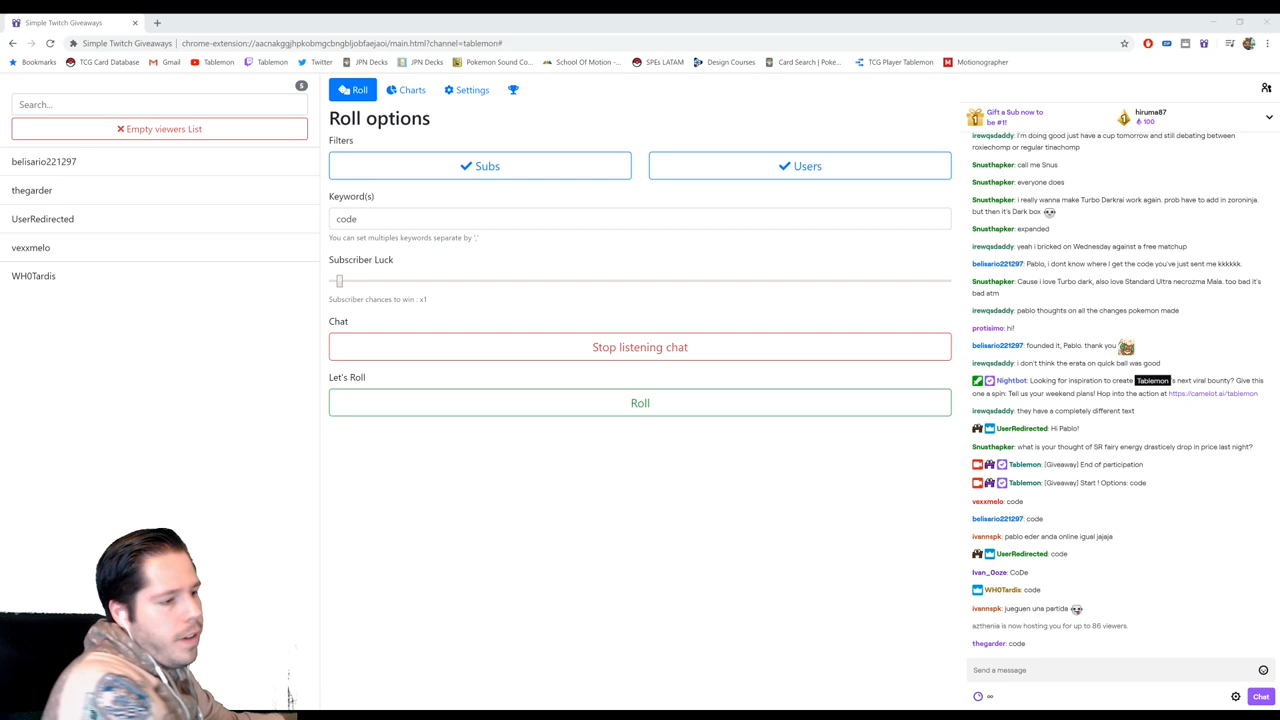 Simple Twitch Giveaways
Simple Twitch Giveaways | chrome-extension://aacnakggjhpkobmgcbngbljobfaejaoi/main.html?channel=tablemon#
Bookmarks TCG Card Database Gmail Tablemon Tablemon Twitter JPN Decks JPN Decks Pokemon Sound Co... School Of Motion -... SPEs LATAM Design Courses Card Search | Poke... TCG Player Tablemon Motionographer
5
Search...
Empty viewers List
belisario221297
thegarder
UserRedirected
vexxmelo
WH0Tardis
Roll Charts Settings
Roll options
Filters
Subs Users
Keyword(s)
code
You can set multiples keywords separate by ','
Subscriber Luck
Subscriber chances to win : x1
Chat
Stop listening chat
Let's Roll
Roll
Gift a Sub now to
be #1!
1
hiruma87
100
irewqsdaddy: i'm doing good just have a cup tomorrow and still debating between
roxiechomp or regular tinachomp
Snusthapker: call me Snus
Snusthapker: everyone does
Snusthapker: i really wanna make Turbo Darkrai work again. prob have to add in zoroninja.
but then it's Dark box
Snusthapker: expanded
irewqsdaddy: yeah i bricked on Wednesday against a free matchup
belisario221297: Pablo, i dont know where I get the code you've just sent me kkkkkk.
Snusthapker: Cause i love Turbo dark, also love Standard Ultra necrozma Mala. too bad it's
bad atm
irewqsdaddy: pablo thoughts on all the changes pokemon made
protisimo: hi!
belisario221297: founded it, Pablo. thank you
irewqsdaddy: i don't think the erata on quick ball was good
Nightbot: Looking for inspiration to create Tablemon's next viral bounty? Give this
one a spin: Tell us your weekend plans! Hop into the action at https://camelot.ai/tablemon
irewqsdaddy: they have a completely different text
UserRedirected: Hi Pablo!
Snusthapker: what is your thought of SR fairy energy drasticely drop in price last night?
Tablemon: [Giveaway] End of participation
Tablemon: [Giveaway] Start ! Options: code
vexxmelo: code
belisario221297: code
ivannspk: pablo eder anda online igual jajaja
UserRedirected: code
Ivan_0oze: CoDe
WH0Tardis: code
ivannspk: jueguen una partida
azthenia is now hosting you for up to 86 viewers.
thegarder: code
Send a message
Chat